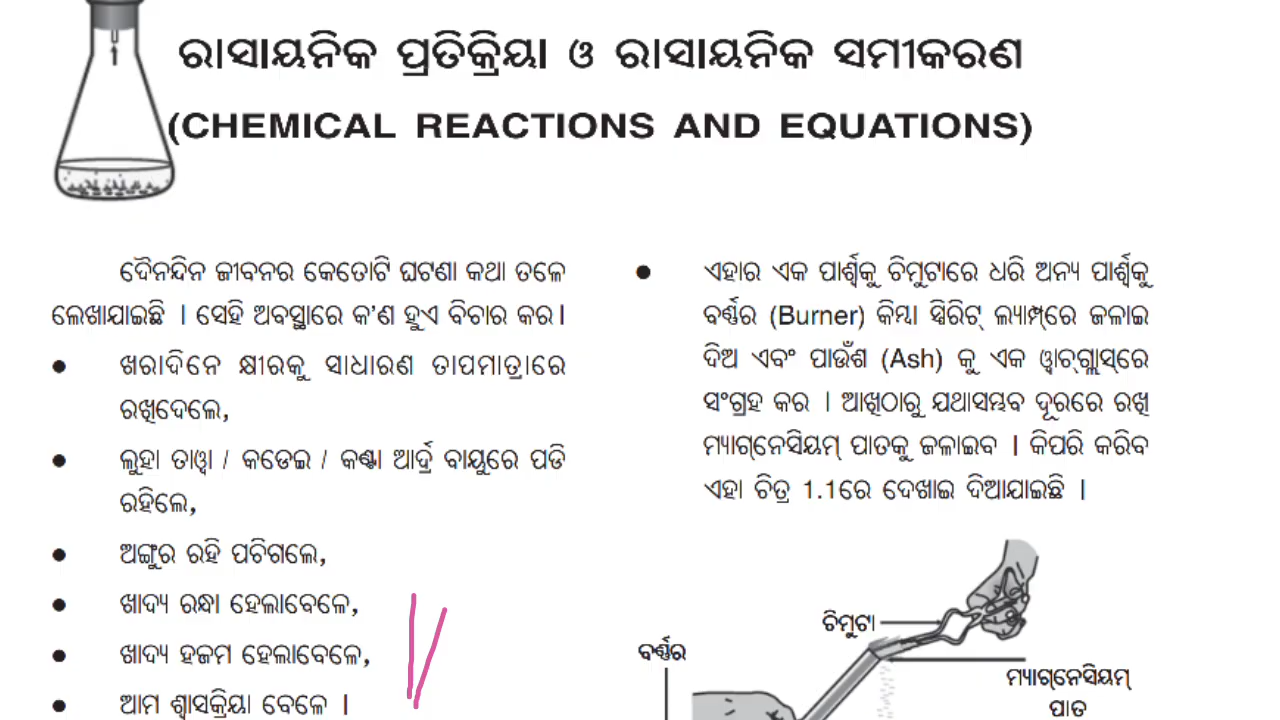 ରାସାୟନିକ ପ୍ରତିକ୍ରିୟା ଓ ରାସାୟନିକ ସମୀକରଣ
(CHEMICAL REACTIONS AND EQUATIONS)
ଦୈନନ୍ଦିନ ଜୀବନର କେତୋଟି ଘଟଣା କଥା ତଳେ
ଲେଖାଯାଇଛି । ସେହି ଅବସ୍ଥାରେ କ'ଣ ହୁଏ ବିଚାର କର।
● ଖରାଦିନେ କ୍ଷୀରକୁ ସାଧାରଣ ତାପମାତ୍ରାରେ
ରଖିଦେଲେ,
● ଲୁହା ତାୱା / କଡେଇ / କଣ୍ଟା ଆର୍ଦ୍ର ବାୟୁରେ ପଡି
ରହିଲେ,
● ଅଙ୍ଗୁର ରହି ପଚିଗଲେ,
● ଖାଦ୍ୟ ରନ୍ଧା ହେଲାବେଳେ,
● ଖାଦ୍ୟ ହଜମ ହେଲାବେଳେ,
● ଆମ ଶ୍ୱାସକ୍ରିୟା ବେଳେ ।
● ଏହାର ଏକ ପାର୍ଶ୍ୱକୁ ଚିମୁଟାରେ ଧରି ଅନ୍ୟ ପାର୍ଶ୍ୱକୁ
ବର୍ଣ୍ଣର (Burner) କିମ୍ବା ସ୍ପିରିଟ୍ ଲ୍ୟାମ୍ପ୍‌ରେ ଜଳାଇ
ଦିଅ ଏବଂ ପାଉଁଶ (Ash) କୁ ଏକ ୱାଚ୍‌ଗ୍ଲାସ୍‌ରେ
ସଂଗ୍ରହ କର । ଆଖିଠାରୁ ଯଥାସମ୍ଭବ ଦୂରରେ ରଖି
ମ୍ୟାଗ୍‌ନେସିୟମ୍ ପାତକୁ ଜଳାଇବ । କିପରି କରିବ
ଏହା ଚିତ୍ର 1.1ରେ ଦେଖାଇ ଦିଆଯାଇଛି ।
ଚିମୁଟା
ବର୍ଣ୍ଣର
ମ୍ୟାଗ୍‌ନେସିୟମ୍
ପାତ